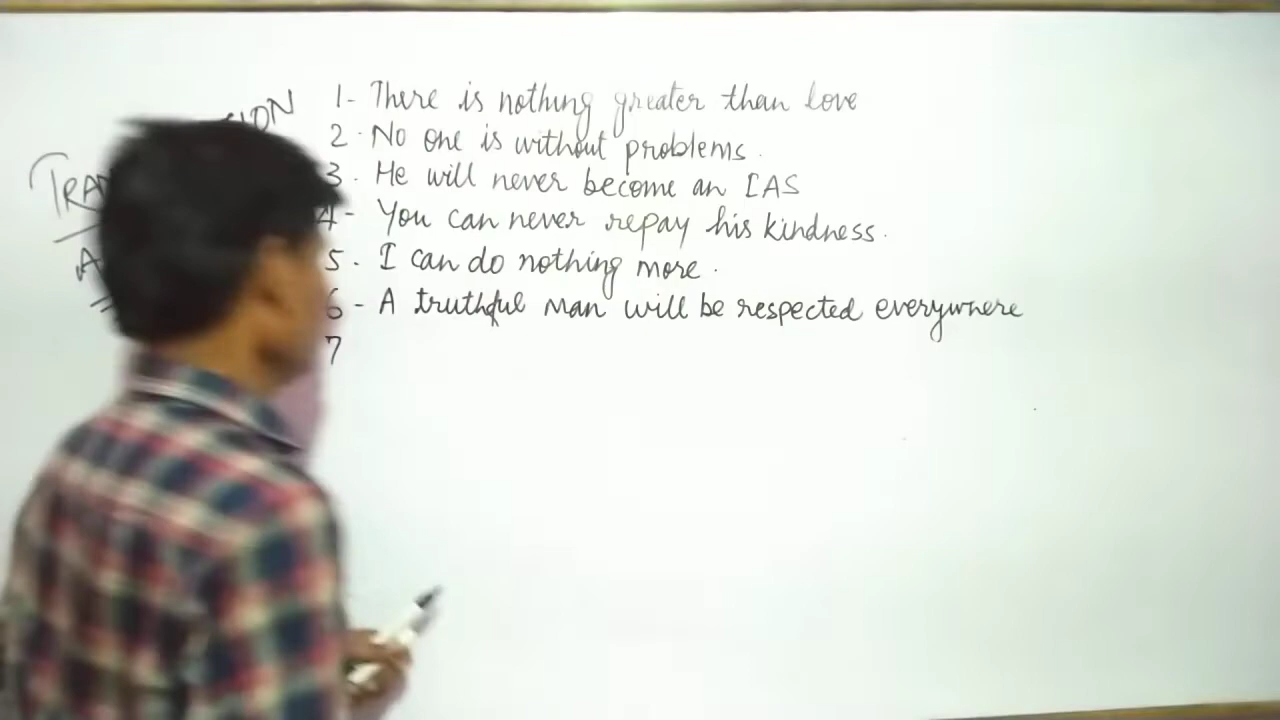 1- There is nothing greater than love
2. No one is without problems.
3. He will never become an IAS
4- You can never repay his kindness.
5. I can do nothing more.
6- A truthful man will be respected everywhere
7